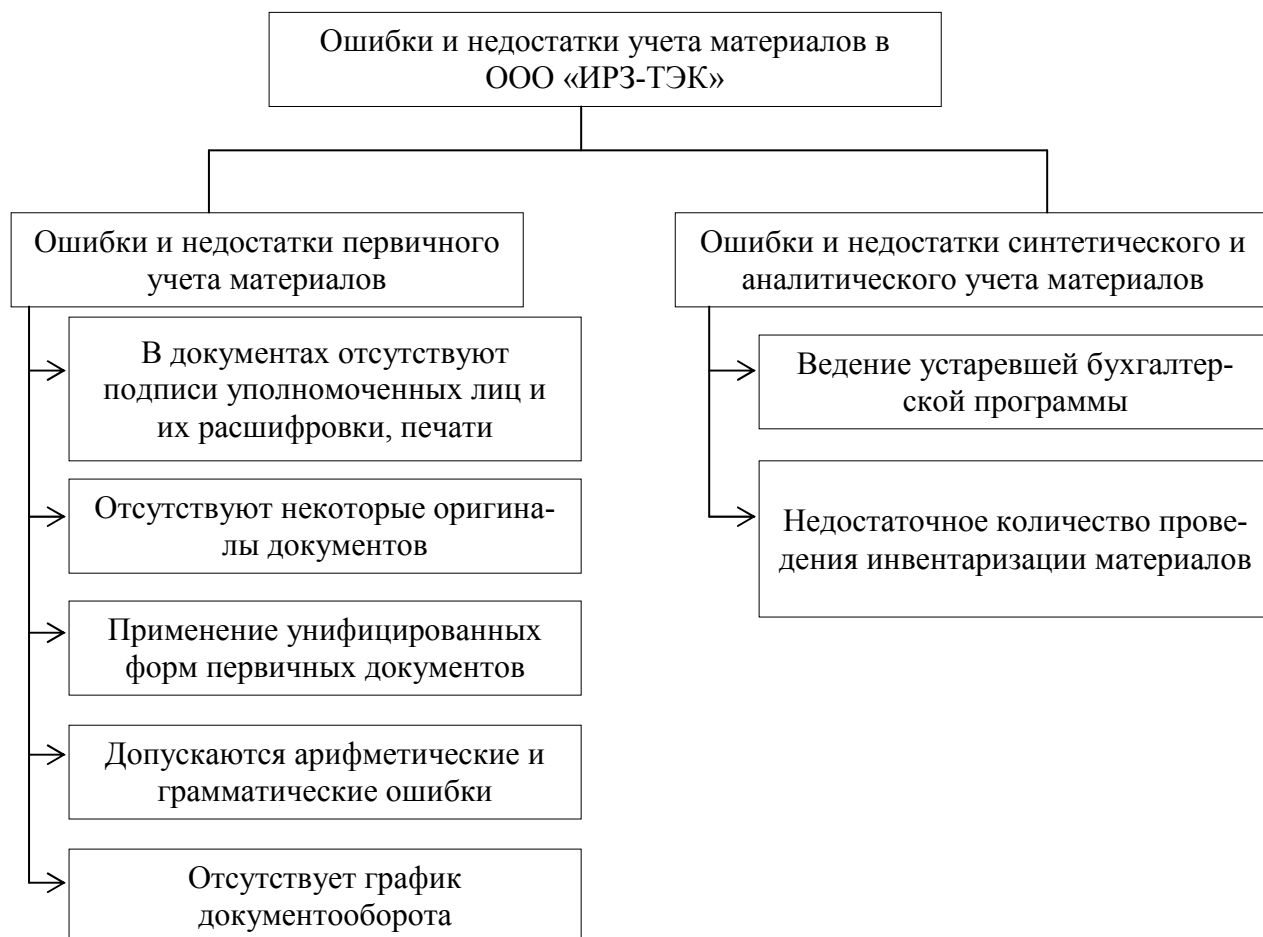 Ошибки и недостатки учета материалов в
ООО «ИРЗ-ТЭК»
Ошибки и недостатки первичного
учета материалов
В документах отсутствуют
подписи уполномоченных лиц и
их расшифровки, печати
Отсутствуют некоторые оригина-
лы документов
Применение унифицированных
форм первичных документов
Допускаются арифметические и
грамматические ошибки
Отсутствует график
документооборота
Ошибки и недостатки синтетического и
аналитического учета материалов
Ведение устаревшей бухгалтер-
ской программы
Недостаточное количество прове-
дения инвентаризации материалов